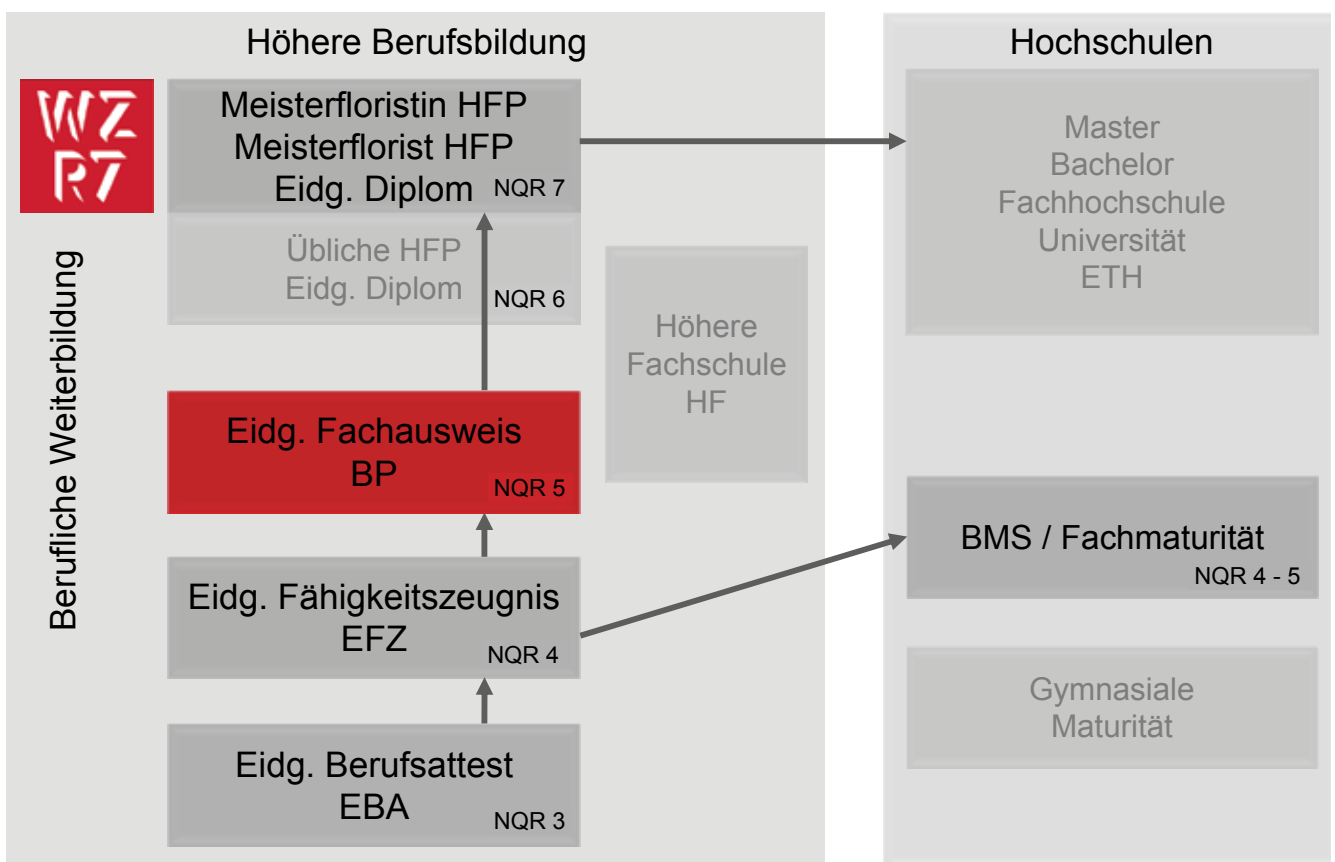 Höhere Berufsbildung
WZ
R7
Berufliche Weiterbildung
Meisterfloristin HFP
Meisterflorist HFP
Eidg. Diplom NQR 7
Übliche HFP
Eidg. Diplom NQR 6
Höhere
Fachschule
HF
Eidg. Fachausweis
BP
NQR 5
Eidg. Fähigkeitszeugnis
EFZ
NQR 4
Eidg. Berufsattest
EBA
NQR 3
Hochschulen
Master
Bachelor
Fachhochschule
Universität
ETH
BMS / Fachmaturität
NQR 4 - 5
Gymnasiale
Maturität